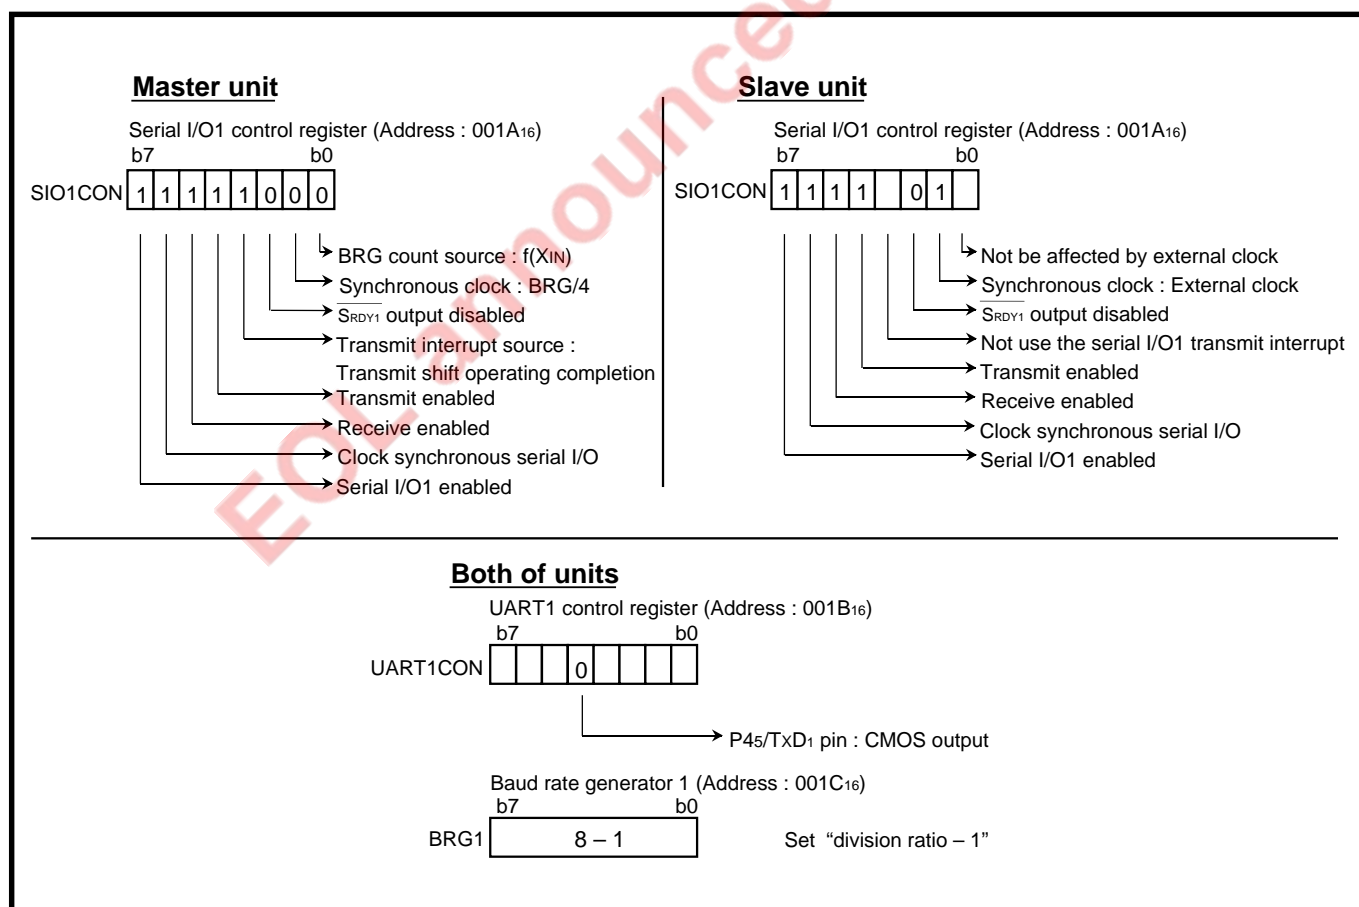 Master unit
Serial I/O1 control register (Address : 001A16)
b7 b0
SIO1CON 1 1 1 1 1 0 0 0
BRG count source : f(XIN)
Synchronous clock : BRG/4
SRDY1 output disabled
Transmit interrupt source :
Transmit shift operating completion
Transmit enabled
Receive enabled
Clock synchronous serial I/O
Serial I/O1 enabled
Slave unit
Serial I/O1 control register (Address : 001A16)
b7 b0
SIO1CON 1 1 1 1 0 1
Not be affected by external clock
Synchronous clock : External clock
SRDY1 output disabled
Not use the serial I/O1 transmit interrupt
Transmit enabled
Receive enabled
Clock synchronous serial I/O
Serial I/O1 enabled
Both of units
UART1 control register (Address : 001B16)
b7 b0
UART1CON 0
P45/TxD1 pin : CMOS output
Baud rate generator 1 (Address : 001C16)
b7 b0
BRG1 8 – 1 Set “division ratio – 1”
EOL announced